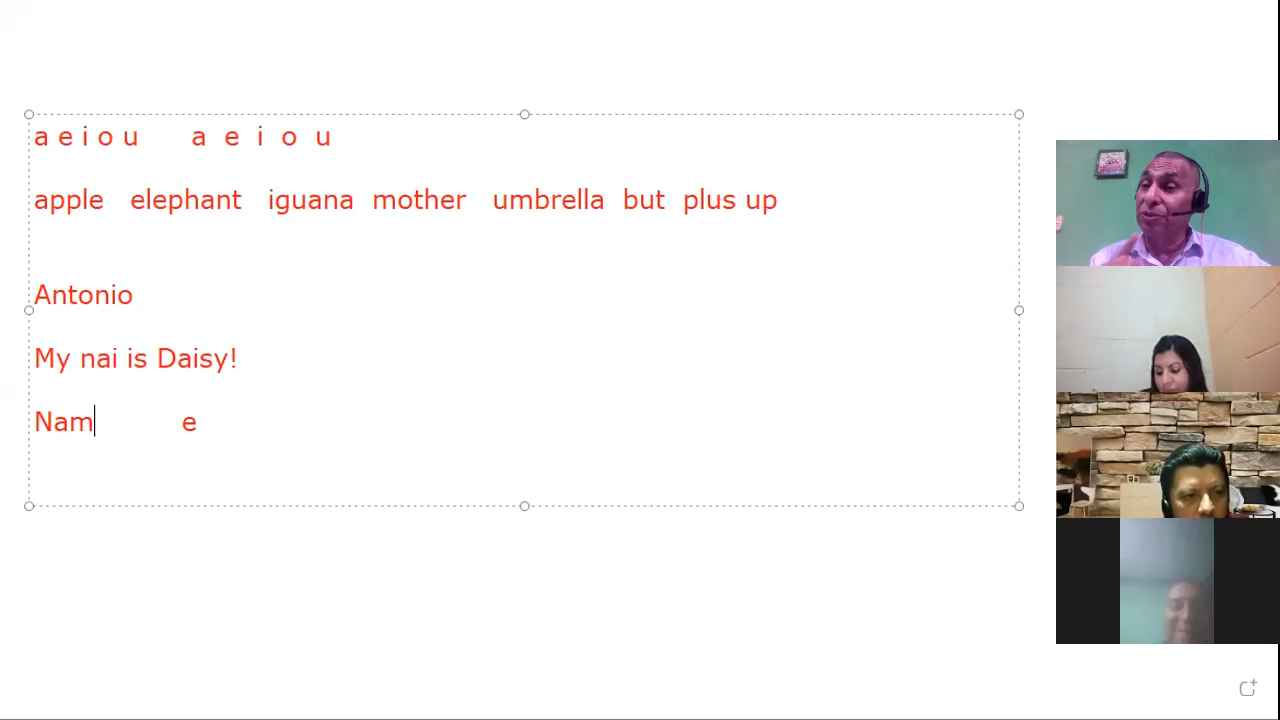 a e i o u a e i o u
apple elephant iguana mother umbrella but plus up
Antonio
My nai is Daisy!
Nam e